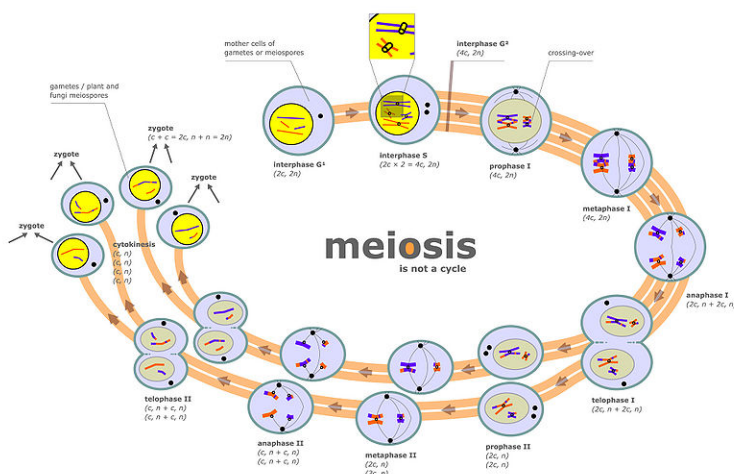 mother cells of
gametes or meiospores
interphase G²
(4c, 2n)
crossing-over
gametes / plant and
fungi meiospores
zygote
(c + c = 2c, n + n = 2n)
zygote
zygote
zygote
interphase G¹
(2c, 2n)
interphase S
(2c × 2 = 4c, 2n)
prophase I
(4c, 2n)
metaphase I
(4c, 2n)
cytokinesis
(c, n)
(c, n)
(c, n)
(c, n)
meiosis
is not a cycle
anaphase I
(2c, n + 2c, n)
telophase I
(2c, n + 2c, n)
telophase II
(c, n + c, n)
(c, n + c, n)
anaphase II
(c, n + c, n)
(c, n + c, n)
metaphase II
(2c, n)
(2c, n)
prophase II
(2c, n)
(2c, n)